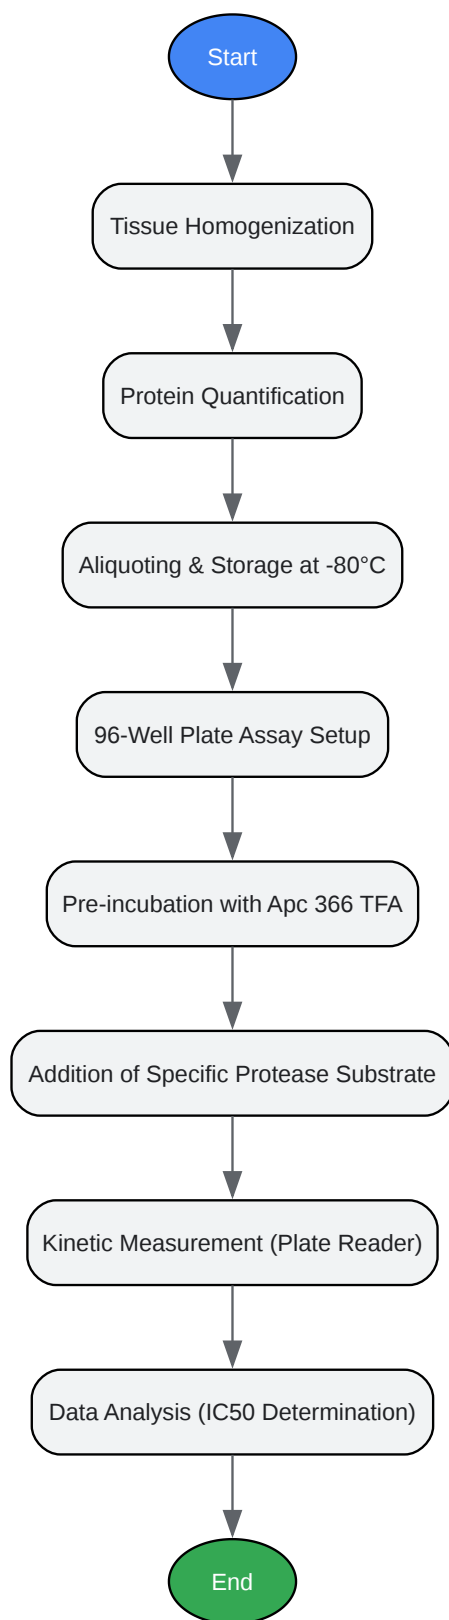 Start
Tissue Homogenization
Protein Quantification
Aliquoting & Storage at -80°C
96-Well Plate Assay Setup
Pre-incubation with Apc 366 TFA
Addition of Specific Protease Substrate
Kinetic Measurement (Plate Reader)
Data Analysis (IC50 Determination)
End